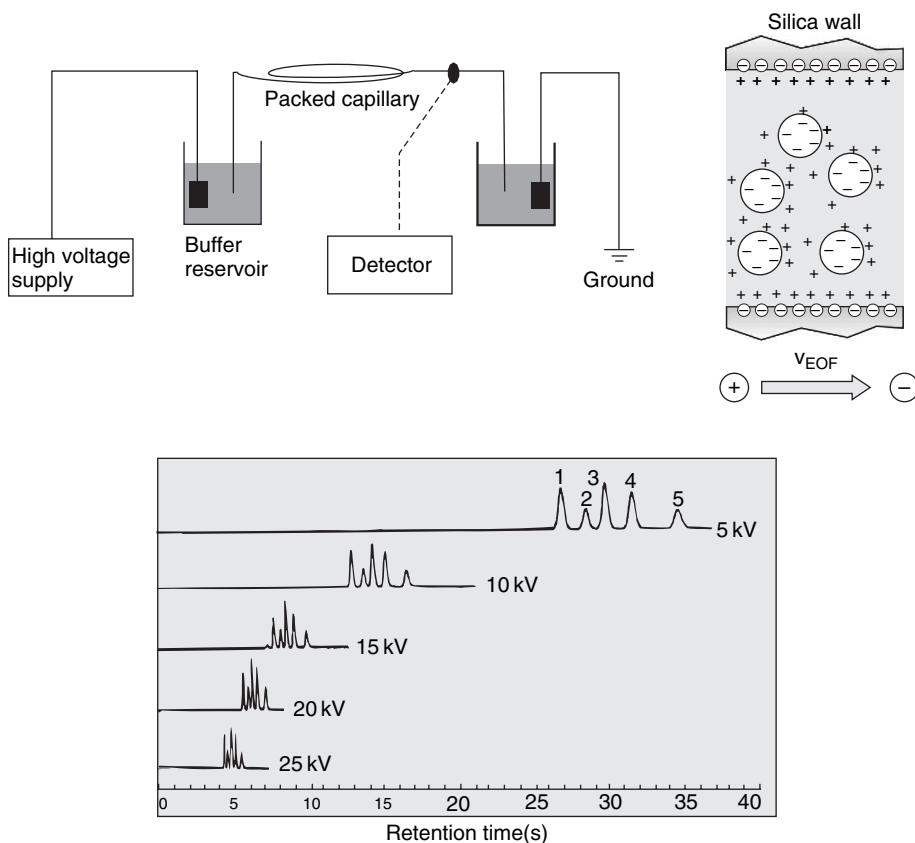 Silica wall
Packed capillary
High voltage
supply
Buffer
reservoir
Detector
Ground
vEOF
1
2
3
4
5
5 kV
10 kV
15 kV
20 kV
25 kV
0 5 10 15 20 25 30 35 40
Retention time(s)